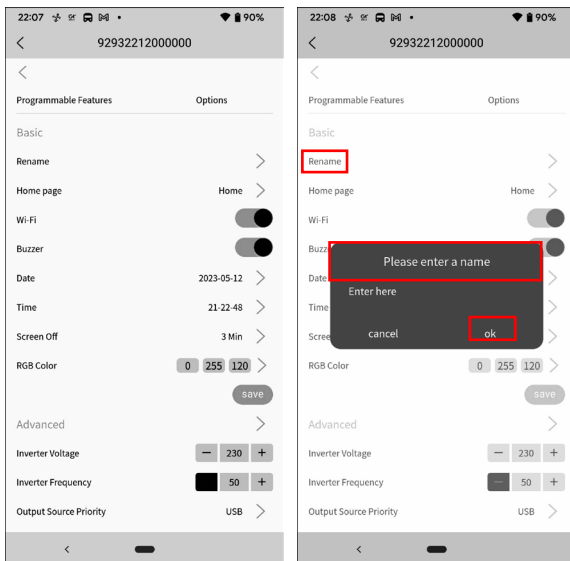 22:07 90%
92932212000000
Programmable Features Options
Basic
Rename
Home page Home
Wi-Fi
Buzzer
Date 2023-05-12
Time 21-22-48
Screen Off 3 Min
RGB Color 0 255 120
save
Advanced
Inverter Voltage — 230 +
Inverter Frequency 50 +
Output Source Priority USB
22:08 90%
92932212000000
Programmable Features Options
Basic
Rename
Home page Home
Wi-Fi
Buzz
Please enter a name
Date
Enter here
Time
Scree
cancel ok
RGB Color 0 255 120
save
Advanced
Inverter Voltage — 230 +
Inverter Frequency — 50 +
Output Source Priority USB